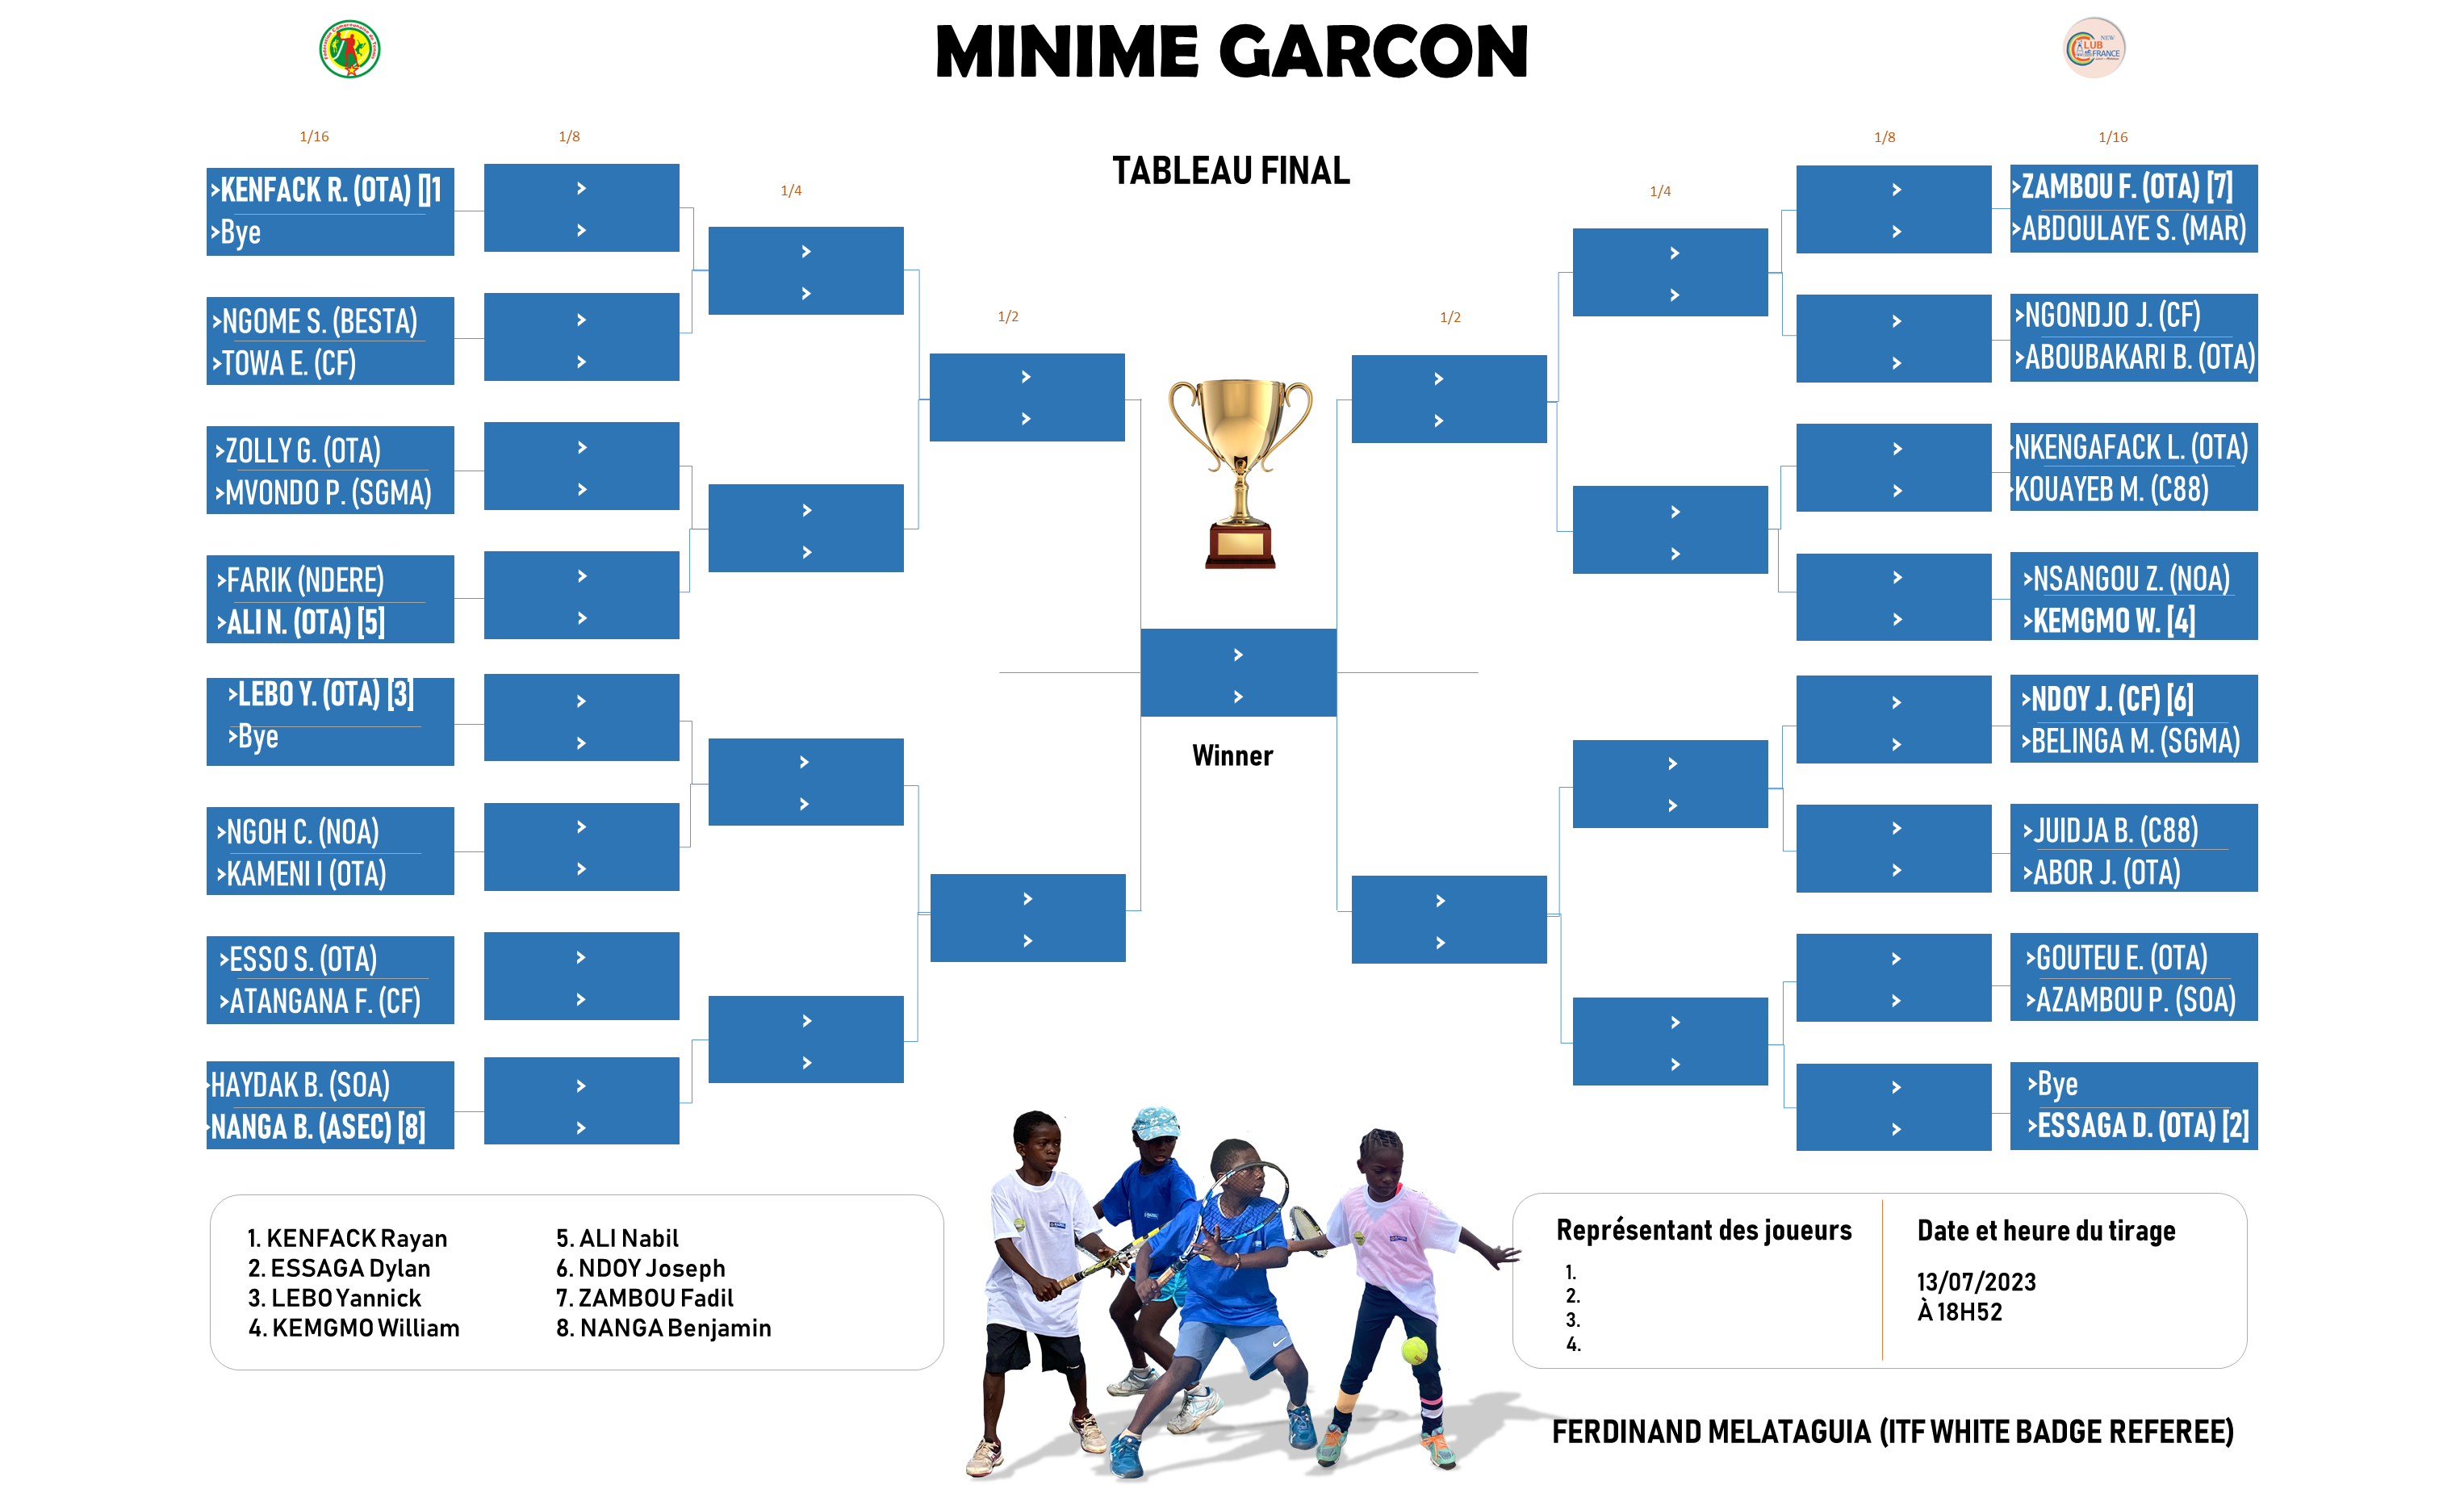 MINIME GARCON
NEW
CLUB
FRANCE
1/16
1/8
1/8
1/16
TABLEAU FINAL
1/4
1/4
1/2
1/2
>KENFACK R. (OTA) []1
>Bye
>NGOME S. (BESTA)
>TOWA E. (CF)
>ZOLLY G. (OTA)
>MVONDO P. (SGMA)
>FARIK (NDERE)
>ALI N. (OTA) [5]
>LEBO Y. (OTA) [3]
>Bye
>NGOH C. (NOA)
>KAMENI I (OTA)
>ESSO S. (OTA)
>ATANGANA F. (CF)
>HAYDAK B. (SOA)
>NANGA B. (ASEC) [8]
>ZAMBOU F. (OTA) [7]
>ABDOULAYE S. (MAR)
>NGONDJO J. (CF)
>ABOUBAKARI B. (OTA)
>NKENGAFACK L. (OTA)
>KOUAYEB M. (C88)
>NSANGOU Z. (NOA)
>KEMGMO W. [4]
>NDOY J. (CF) [6]
>BELINGA M. (SGMA)
>JUIDJA B. (C88)
>ABOR J. (OTA)
>GOUTEU E. (OTA)
>AZAMBOU P. (SOA)
>Bye
>ESSAGA D. (OTA) [2]
Winner
1. KENFACK Rayan
2. ESSAGA Dylan
3. LEBO Yannick
4. KEMGMO William
5. ALI Nabil
6. NDOY Joseph
7. ZAMBOU Fadil
8. NANGA Benjamin
Représentant des joueurs
1.
2.
3.
4.
Date et heure du tirage
13/07/2023
À 18H52
FERDINAND MELATAGUIA (ITF WHITE BADGE REFEREE)